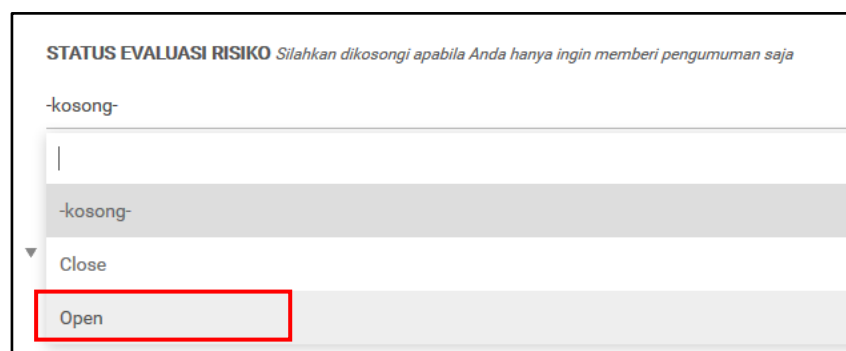 STATUS EVALUASI RISIKO Silahkan dikosongi apabila Anda hanya ingin memberi pengumuman saja
-kosong-
-kosong-
Close
Open